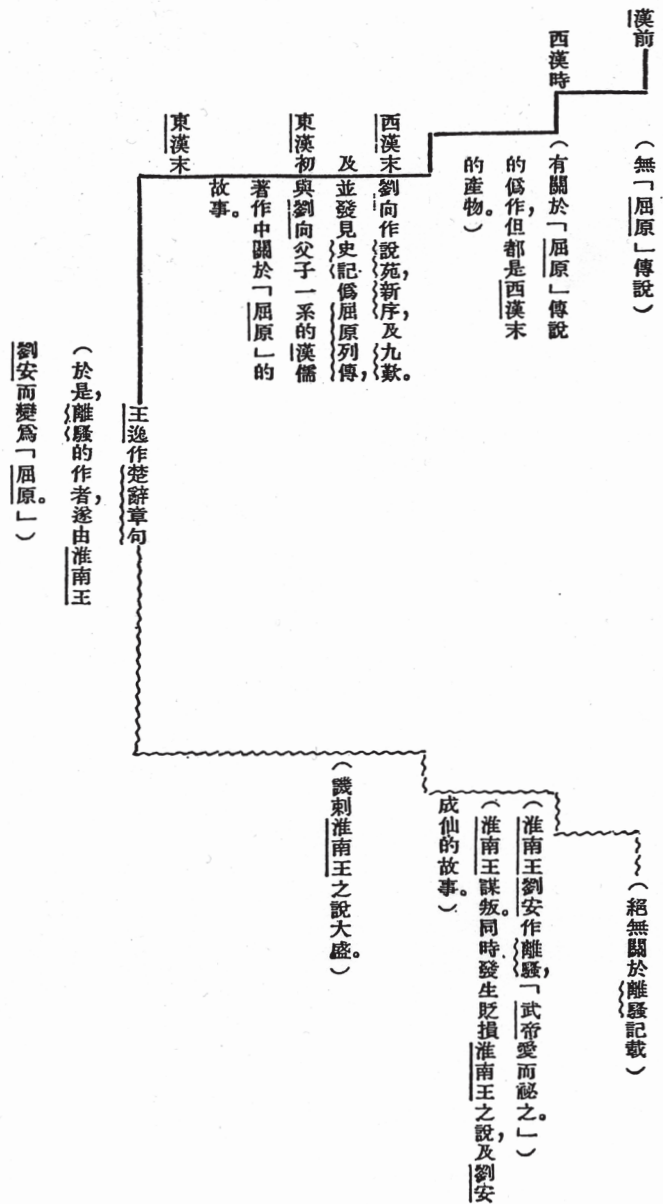 漢前
（無「屈原」傳說）
（絕無關於離騷記載）
西漢時
（有關於「屈原」傳說
的偽作，但都是西漢末
的產物。）
（淮南王劉安作離騷，「武帝愛而祕之。」）
（淮南王謀叛。同時發生貶損淮南王之說，及劉安
成仙的故事。）
西漢末
及
東漢初
劉向作說苑，新序，及九歎。
並發見史記偽屈原列傳，
與劉向父子一系的漢儒
著作中關於「屈原」的
故事。
（譏刺淮南王之說大盛。）
東漢末
王逸作楚辭章句
（於是，離騷的作者，遂由淮南王
劉安而變爲「屈原。」）